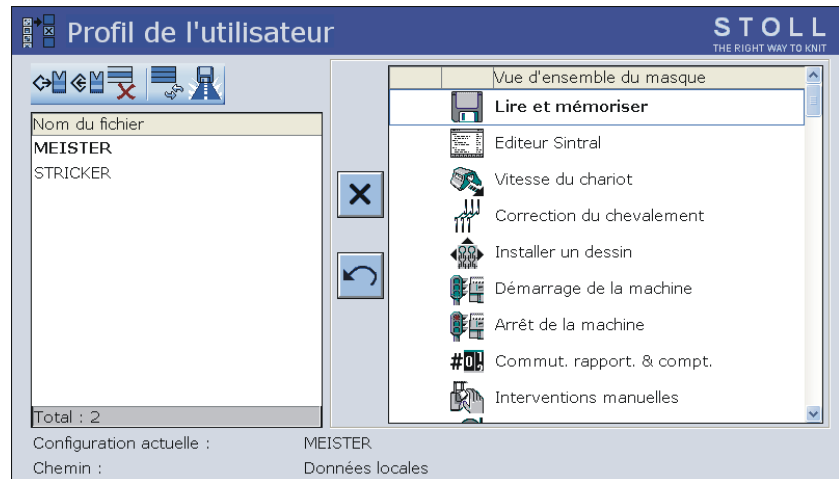 Profil de l'utilisateur
STOLL
THE RIGHT WAY TO KNIT
Nom du fichier
MEISTER
STRICKER
Total : 2
Vue d'ensemble du masque
Lire et mémoriser
Editeur Sintral
Vitesse du chariot
Correction du chevalement
Installer un dessin
Démarrage de la machine
Arrêt de la machine
Commut. rapport. & compt.
Interventions manuelles
Configuration actuelle : MEISTER
Chemin : Données locales